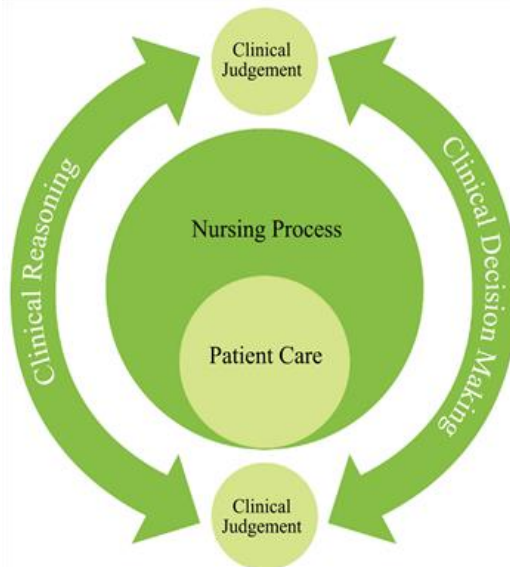 Clinical
Judgement
Clinical Reasoning
Clinical Decision Making
Nursing Process
Patient Care
Clinical
Judgement